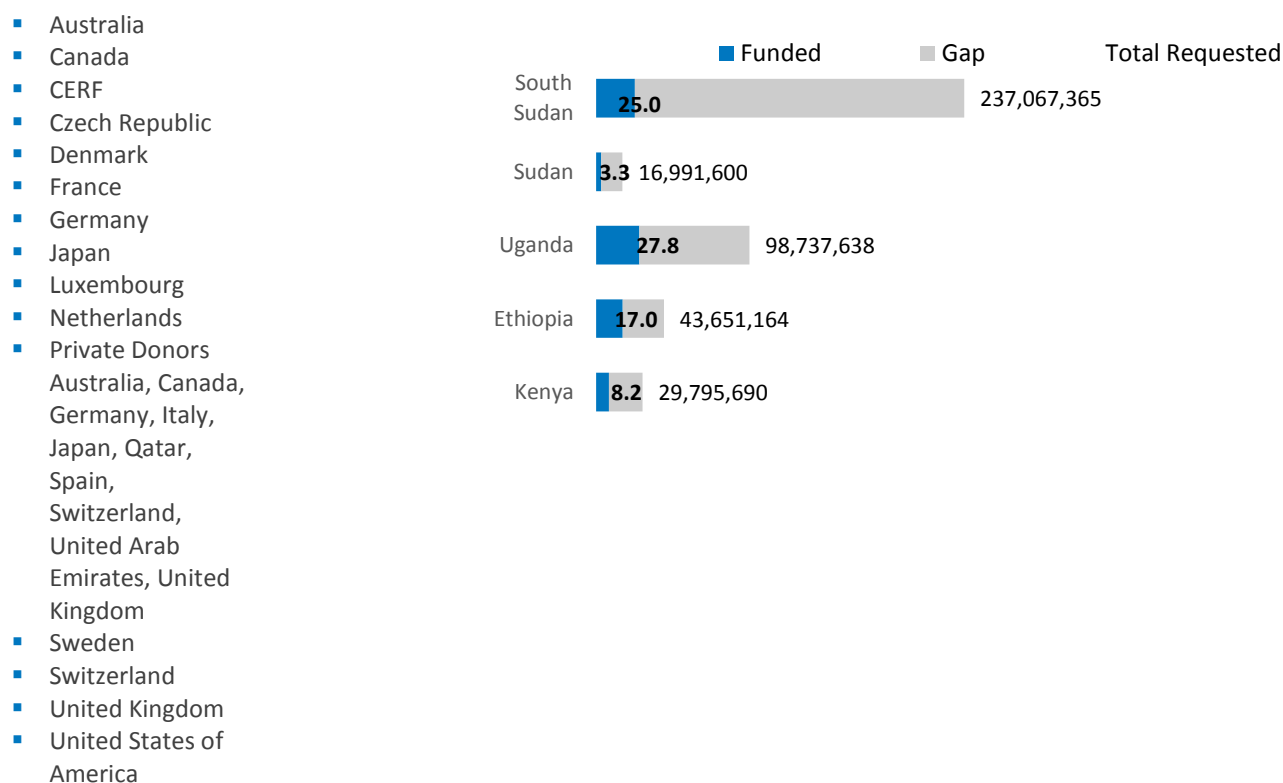 Australia
Canada
CERF
Czech Republic
Denmark
France
Germany
Japan
Luxembourg
Netherlands
Private Donors
Australia, Canada,
Germany, Italy,
Japan, Qatar,
Spain,
Switzerland,
United Arab
Emirates, United
Kingdom
Sweden
Switzerland
United Kingdom
United States of
America
Funded Gap Total Requested
South
Sudan
25.0 237,067,365
Sudan 3.3 16,991,600
Uganda 27.8 98,737,638
Ethiopia 17.0 43,651,164
Kenya 8.2 29,795,690